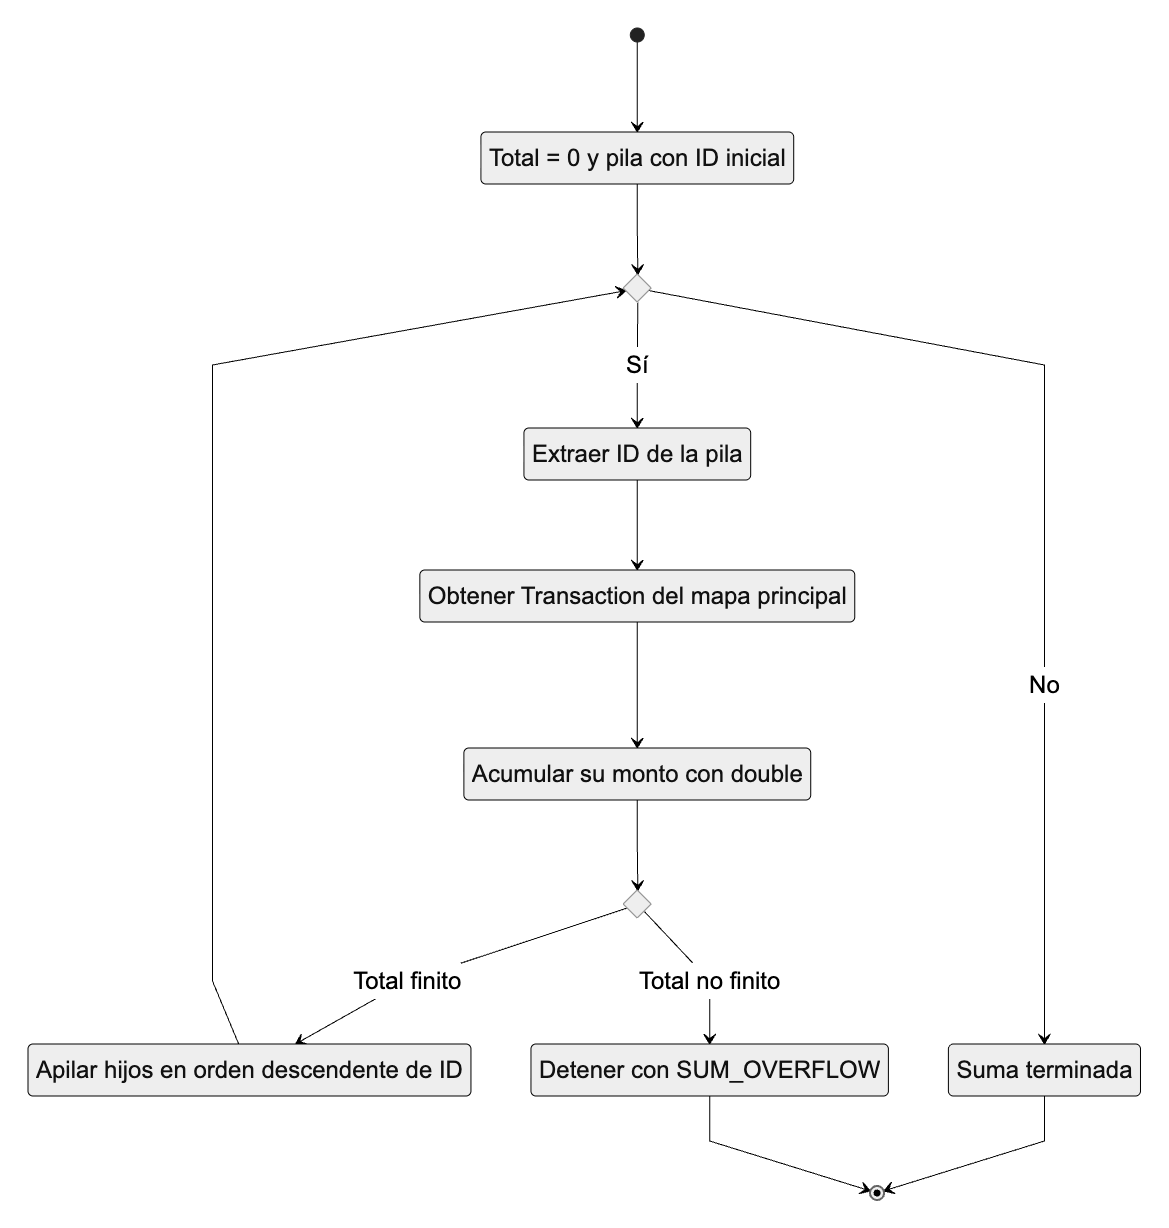 Total = 0 y pila con ID inicial
Sí
Extraer ID de la pila
Obtener Transaction del mapa principal
No
Acumular su monto con double
Total finito
Total no finito
Apilar hijos en orden descendente de ID
Detener con SUM_OVERFLOW
Suma terminada